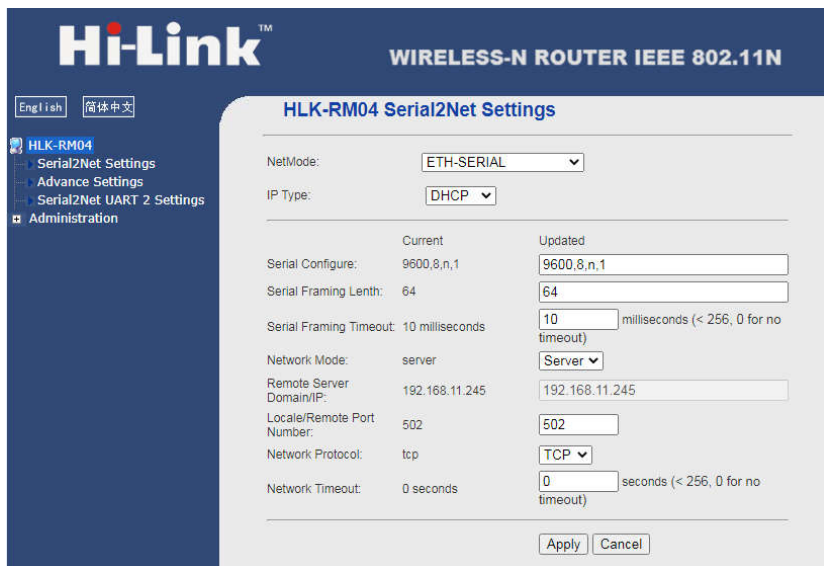 Hi-Link™
WIRELESS-N ROUTER IEEE 802.11N
English 简体中文
HLK-RM04
Serial2Net Settings
Advance Settings
Serial2Net UART 2 Settings
Administration
HLK-RM04 Serial2Net Settings
NetMode: ETH-SERIAL
IP Type: DHCP
Current Updated
Serial Configure: 9600,8,n,1 9600,8,n,1
Serial Framing Lenth: 64 64
Serial Framing Timeout: 10 milliseconds 10 milliseconds (< 256, 0 for no
timeout)
Network Mode: server Server
Remote Server
Domain/IP: 192.168.11.245 192.168.11.245
Locale/Remote Port
Number: 502 502
Network Protocol: tcp TCP
Network Timeout: 0 seconds 0 seconds (< 256, 0 for no
timeout)
Apply Cancel